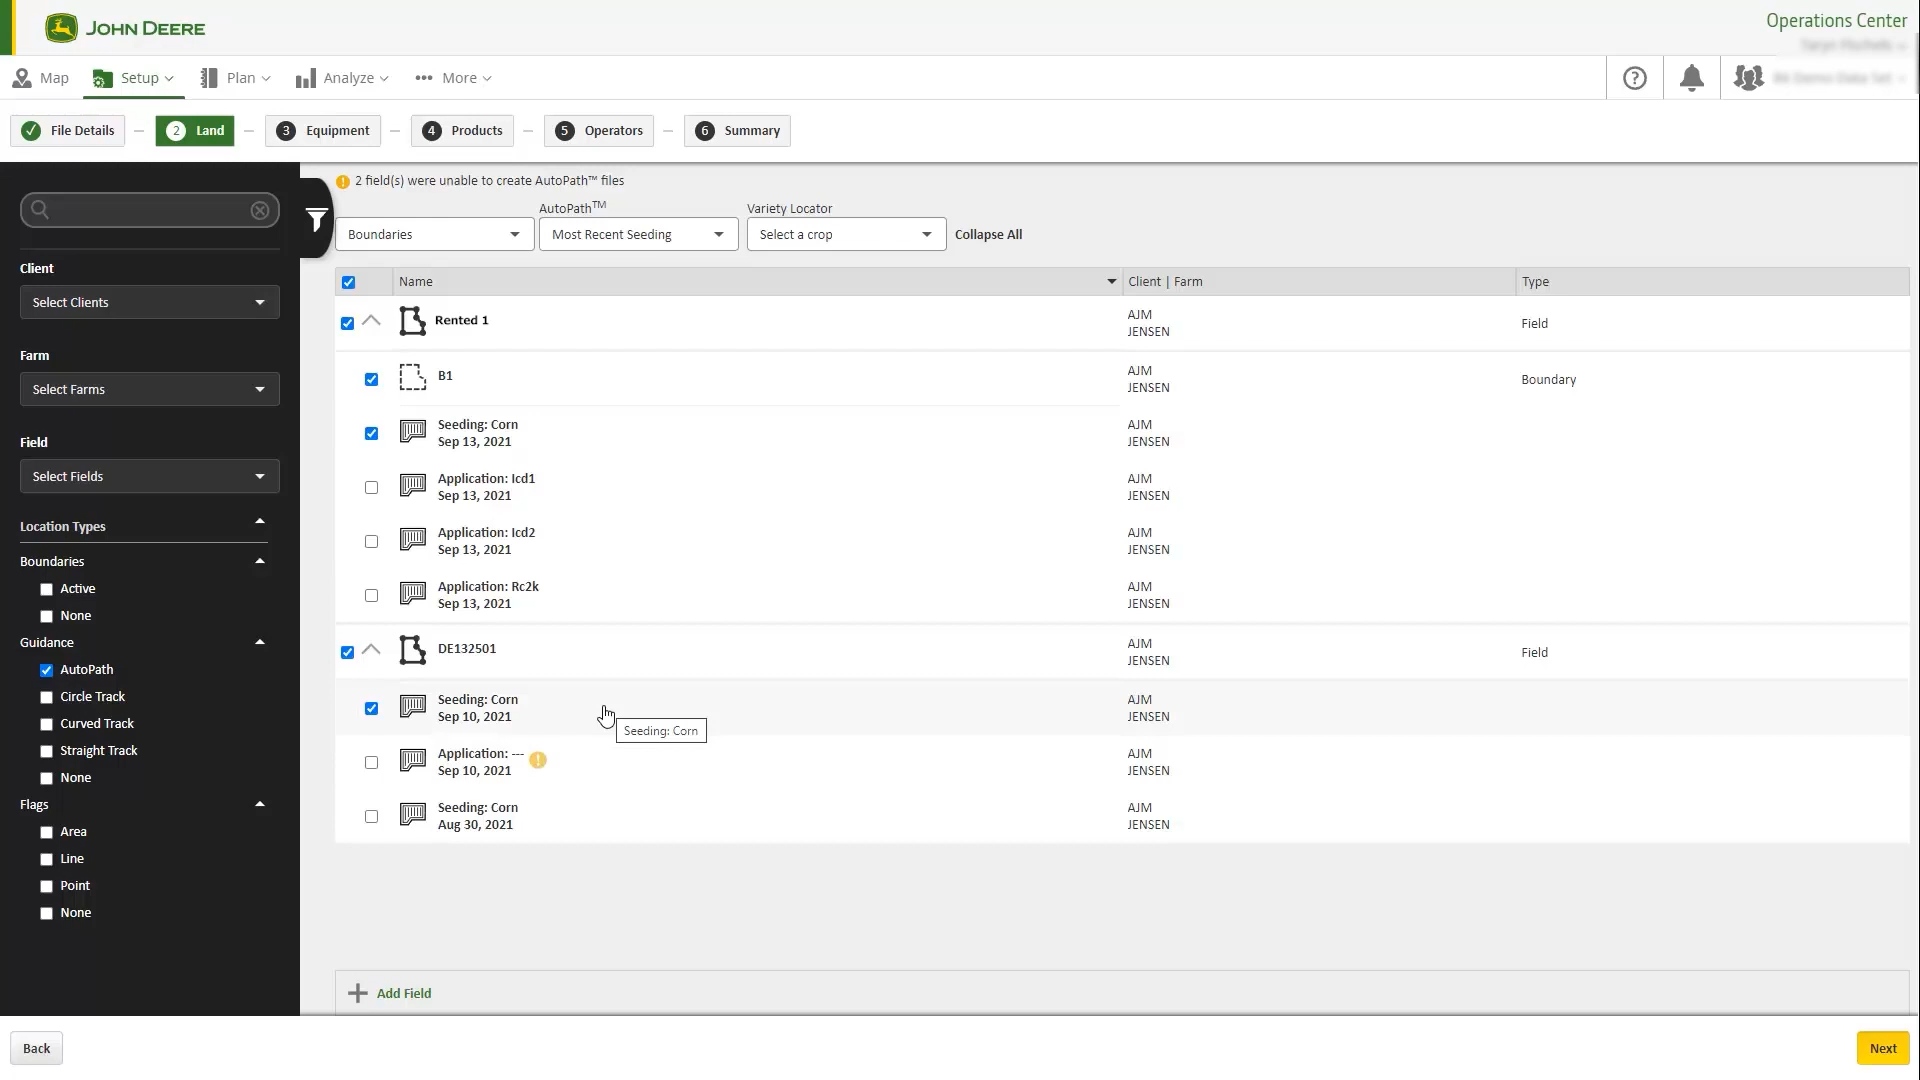 JOHN DEERE
Operations Center
Map
Setup
Plan
Analyze
More
File Details
2 Land
3 Equipment
4 Products
5 Operators
6 Summary
Client
Select Clients
Farm
Select Farms
Field
Select Fields
Location Types
Boundaries
Active
None
Guidance
AutoPath
Circle Track
Curved Track
Straight Track
None
Flags
Area
Line
Point
None
2 field(s) were unable to create AutoPath™ files
AutoPath™
Variety Locator
Boundaries
Most Recent Seeding
Select a crop
Collapse All
Name
Client | Farm
Type
Rented 1
AJM
JENSEN
Field
B1
AJM
JENSEN
Boundary
Seeding: Corn
Sep 13, 2021
AJM
JENSEN
Application: Icd1
Sep 13, 2021
AJM
JENSEN
Application: Icd2
Sep 13, 2021
AJM
JENSEN
Application: Rc2k
Sep 13, 2021
AJM
JENSEN
DE132501
AJM
JENSEN
Field
Seeding: Corn
Sep 10, 2021
Seeding: Corn
AJM
JENSEN
Application: ---
Sep 10, 2021
AJM
JENSEN
Seeding: Corn
Aug 30, 2021
AJM
JENSEN
Add Field
Back
Next